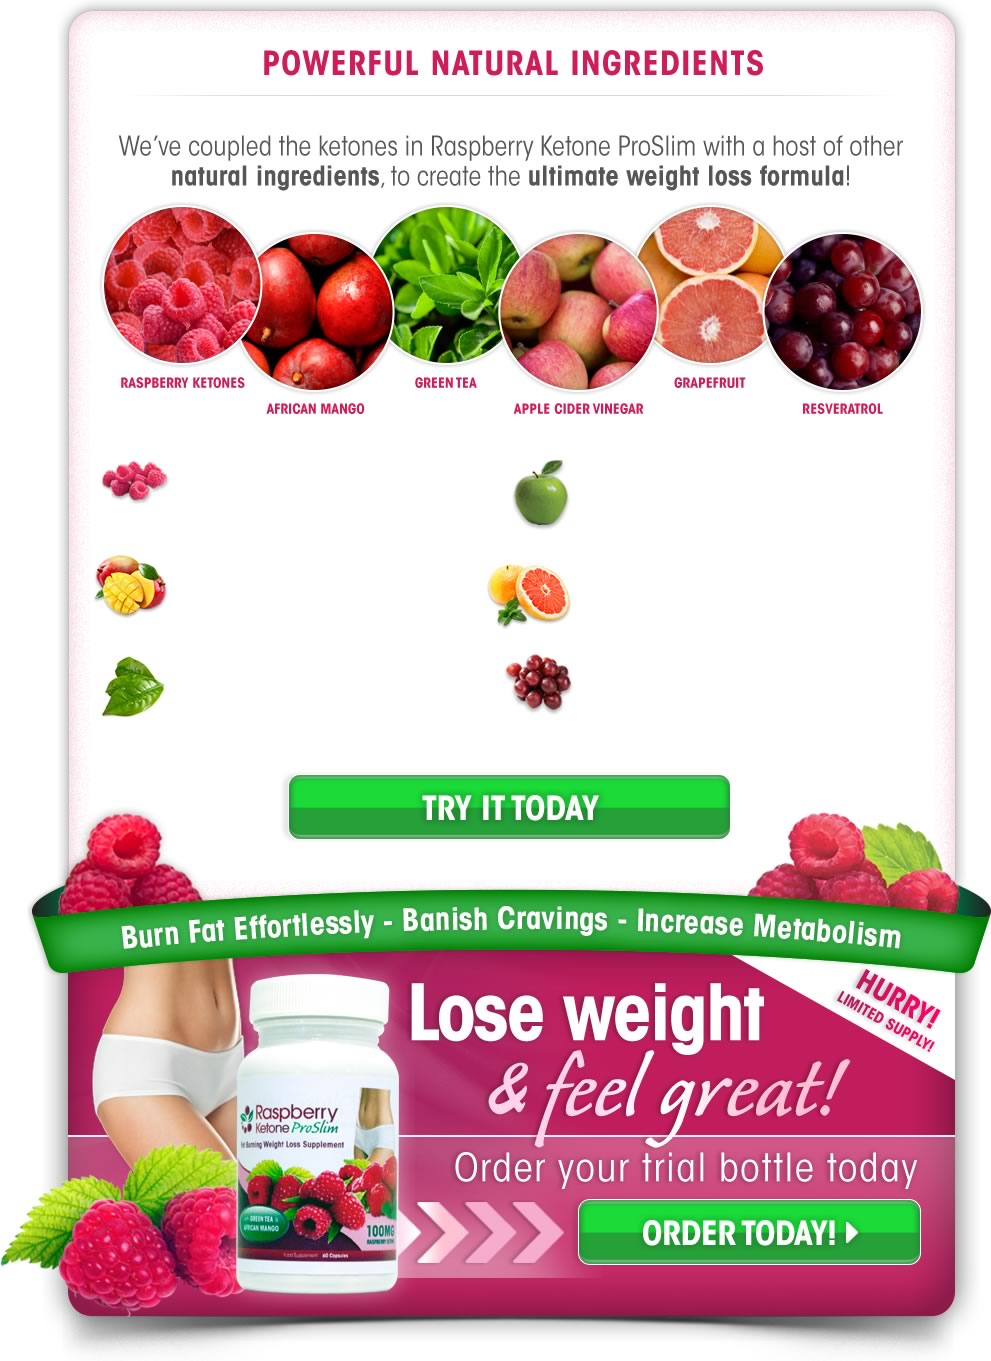 POWERFUL NATURAL INGREDIENTS
We've coupled the ketones in Raspberry Ketone ProSlim with a host of other
natural ingredients, to create the ultimate weight loss formula!
RASPBERRY KETONES
AFRICAN MANGO
GREEN TEA
APPLE CIDER VINEGAR
GRAPEFRUIT
RESVERATROL
TRY IT TODAY
Burn Fat Effortlessly - Banish Cravings - Increase Metabolism
HURRY!
LIMITED SUPPLY!
Lose weight
& feel great!
Raspberry
Ketone ProSlim
Burning Weight Loss Supplement
GREEN TEA
AFRICAN MANGO
100MG
Food Supplement 60 Capsules
Order your trial bottle today
ORDER TODAY!